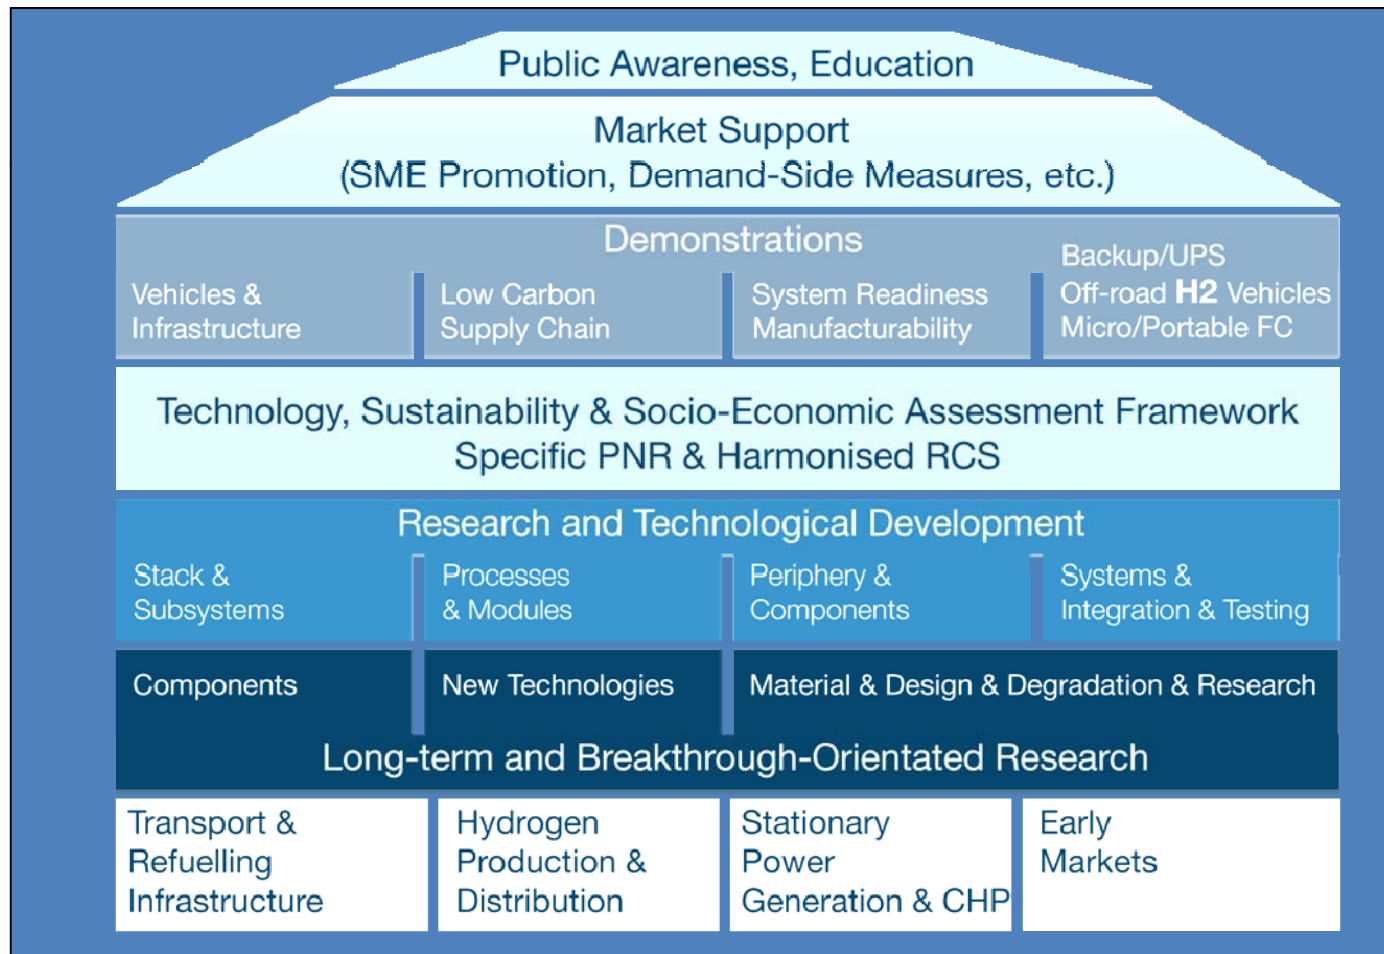 Public Awareness, Education
Market Support
(SME Promotion, Demand-Side Measures, etc.)
Demonstrations
Vehicles &
Infrastructure
Low Carbon
Supply Chain
System Readiness
Manufacturability
Backup/UPS
Off-road H2 Vehicles
Micro/Portable FC
Technology, Sustainability & Socio-Economic Assessment Framework
Specific PNR & Harmonised RCS
Research and Technological Development
Stack &
Subsystems
Processes
& Modules
Periphery &
Components
Systems &
Integration & Testing
Components
New Technologies
Material & Design & Degradation & Research
Long-term and Breakthrough-Orientated Research
Transport &
Refuelling
Infrastructure
Hydrogen
Production &
Distribution
Stationary
Power
Generation & CHP
Early
Markets